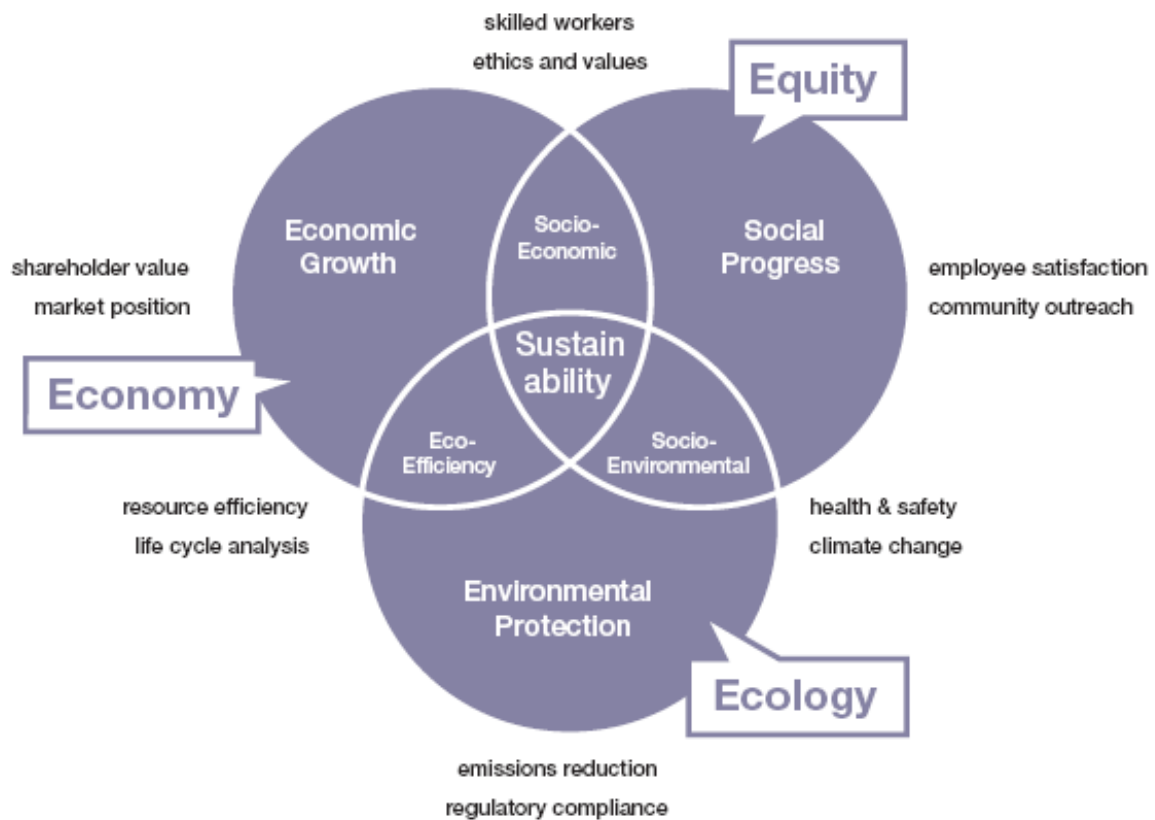 skilled workers
ethics and values
Equity
Economic
Growth
Socio-
Economic
Social
Progress
shareholder value
market position
employee satisfaction
community outreach
Sustain
ability
Economy
Eco-
Efficiency
Socio-
Environmental
resource efficiency
life cycle analysis
health & safety
climate change
Environmental
Protection
Ecology
emissions reduction
regulatory compliance